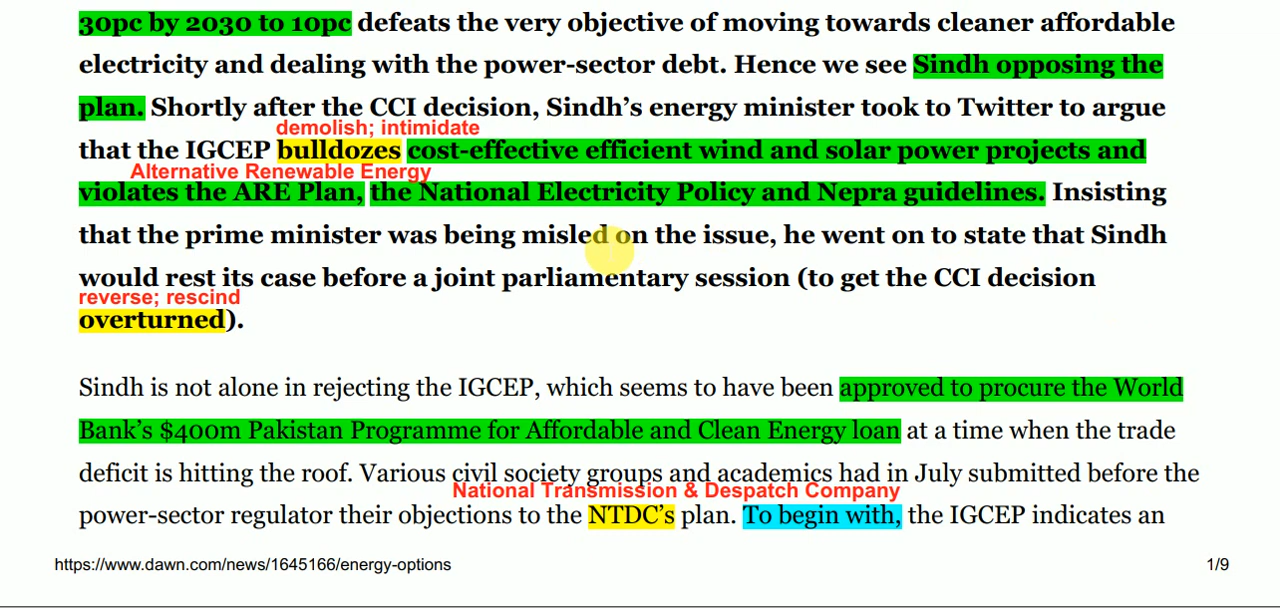 30pc by 2030 to 10pc defeats the very objective of moving towards cleaner affordable
electricity and dealing with the power-sector debt. Hence we see Sindh opposing the
plan. Shortly after the CCI decision, Sindh’s energy minister took to Twitter to argue
demolish; intimidate
that the IGCEP bulldozes cost-effective efficient wind and solar power projects and
Alternative Renewable Energy
violates the ARE Plan, the National Electricity Policy and Nepra guidelines. Insisting
that the prime minister was being misled on the issue, he went on to state that Sindh
would rest its case before a joint parliamentary session (to get the CCI decision
reverse; rescind
overturned).
Sindh is not alone in rejecting the IGCEP, which seems to have been approved to procure the World
Bank’s $400m Pakistan Programme for Affordable and Clean Energy loan at a time when the trade
deficit is hitting the roof. Various civil society groups and academics had in July submitted before the
National Transmission & Despatch Company
power-sector regulator their objections to the NTDC’s plan. To begin with, the IGCEP indicates an
https://www.dawn.com/news/1645166/energy-options 1/9